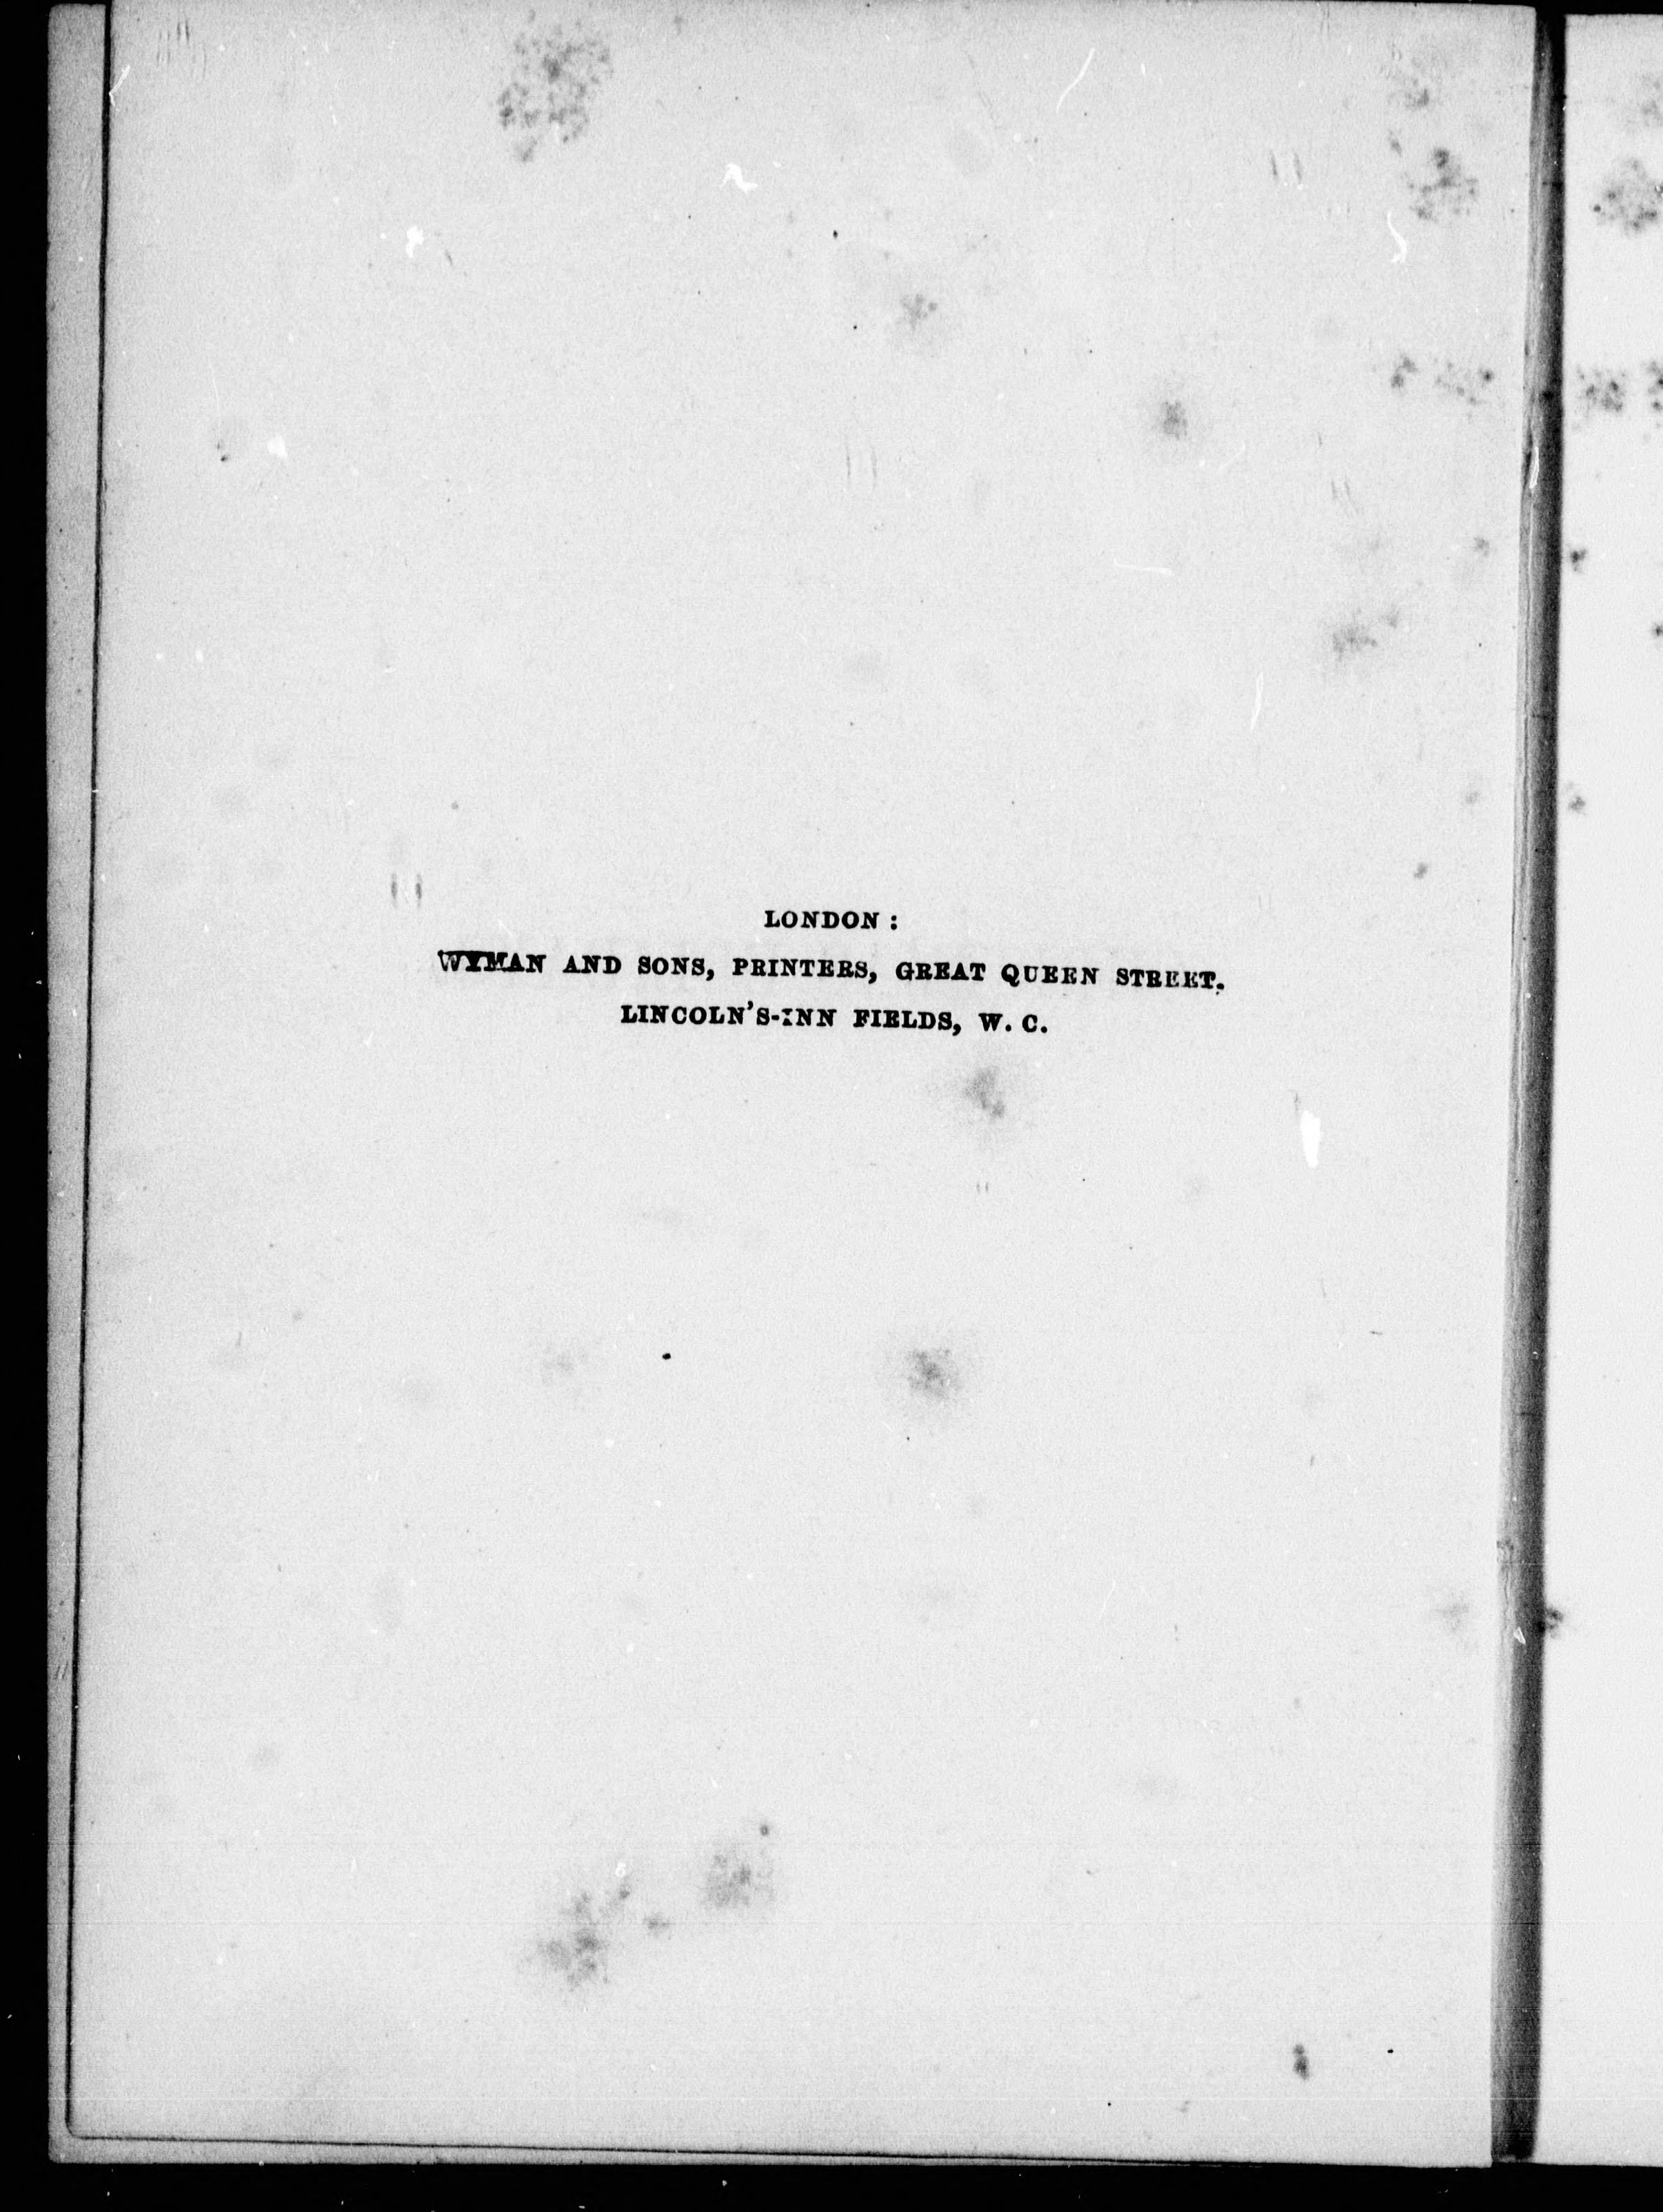 LONDON:
WYMAN AND SONS, PRINTERS, GREAT QUEEN STREET.
LINCOLN'S-INN FIELDS, W. C.